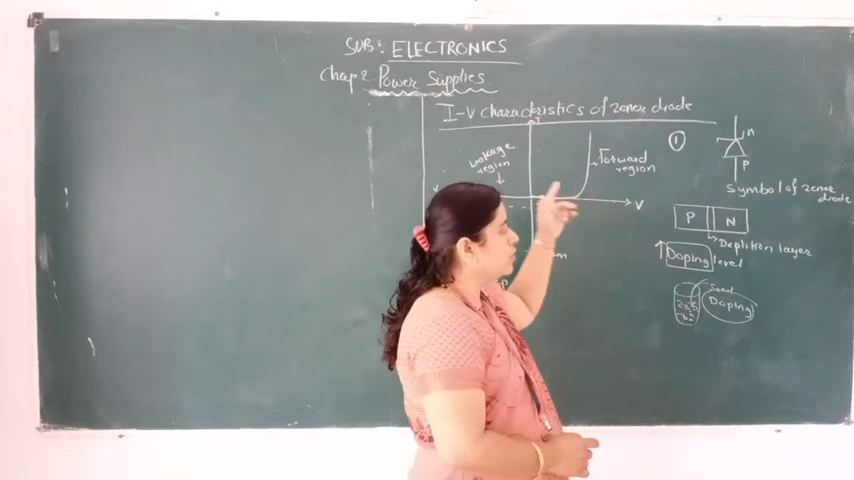 SUB: ELECTRONICS
Chap 2 Power Supplies.
I-V characteristics of zener diode
I
Leakage
region
Forward
region
V
1
n
P
Symbol of zener
diode
P N
Depletion layer
Doping level
Doping